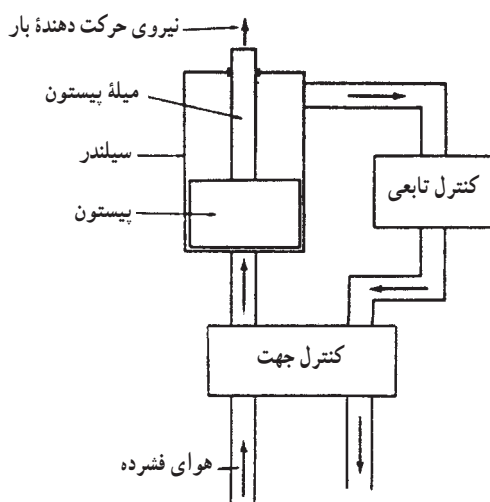 نیروی حرکت دهندهٔ بار
میلهٔ پیستون
سیلندر
پیستون
کنترل تابعی
کنترل جهت
هوای فشرده